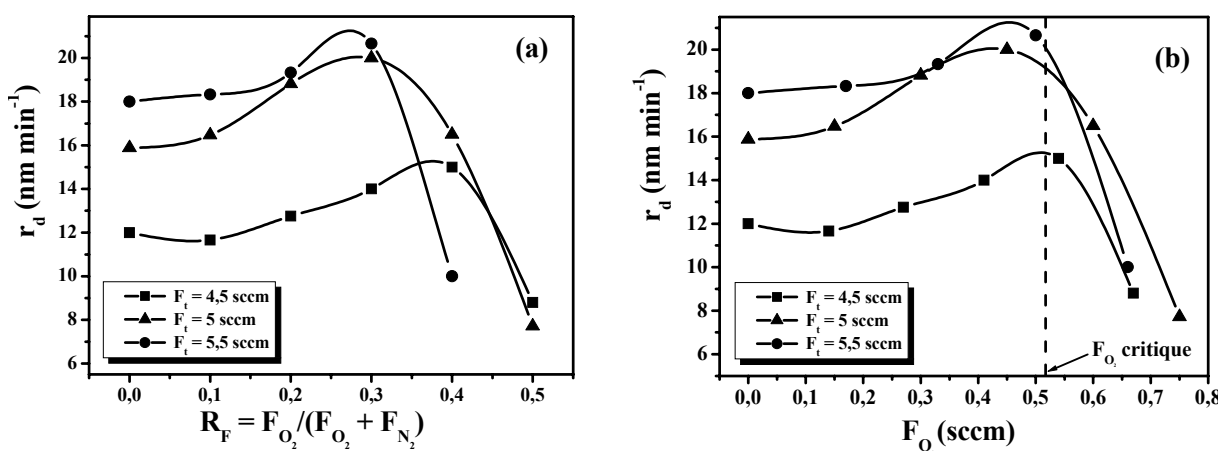 (a)
r_d (nm min⁻¹)
20
18
16
14
12
10
8
6
F_t = 4,5 sccm
F_t = 5 sccm
F_t = 5,5 sccm
0,0 0,1 0,2 0,3 0,4 0,5
R_F = F_O₂/(F_O₂ + F_N₂)
(b)
r_d (nm min⁻¹)
20
18
16
14
12
10
8
6
F_t = 4,5 sccm
F_t = 5 sccm
F_t = 5,5 sccm
F_O₂ critique
0,0 0,1 0,2 0,3 0,4 0,5 0,6 0,7 0,8
F_O (sccm)